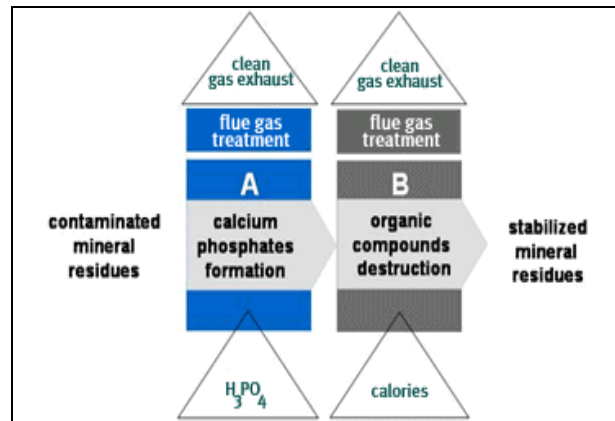 clean
gas exhaust
clean
gas exhaust
flue gas
treatment
flue gas
treatment
A
B
contaminated
mineral
residues
calcium
phosphates
formation
organic
compounds
destruction
stabilized
mineral
residues
H3PO4
calories